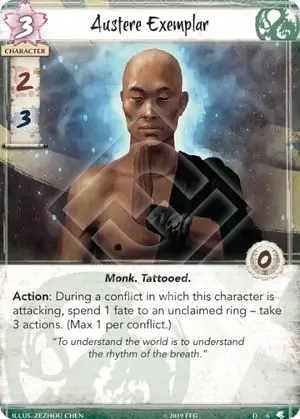 Austere Exemplar
3
CHARACTER
2
3
0
Monk. Tattooed.
Action: During a conflict in which this character is
attacking, spend 1 fate to an unclaimed ring – take
3 actions. (Max 1 per conflict.)
“To understand the world is to understand
the rhythm of the breath.”
ILLUS. ZEZHOU CHEN
©2019 FFG
D
6